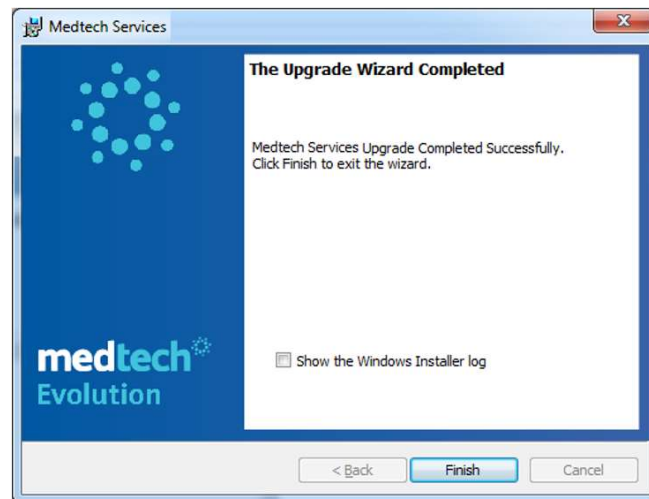 Medtech Services
The Upgrade Wizard Completed
Medtech Services Upgrade Completed Successfully.
Click Finish to exit the wizard.
Show the Windows Installer log
medtech
Evolution
< Back
Finish
Cancel